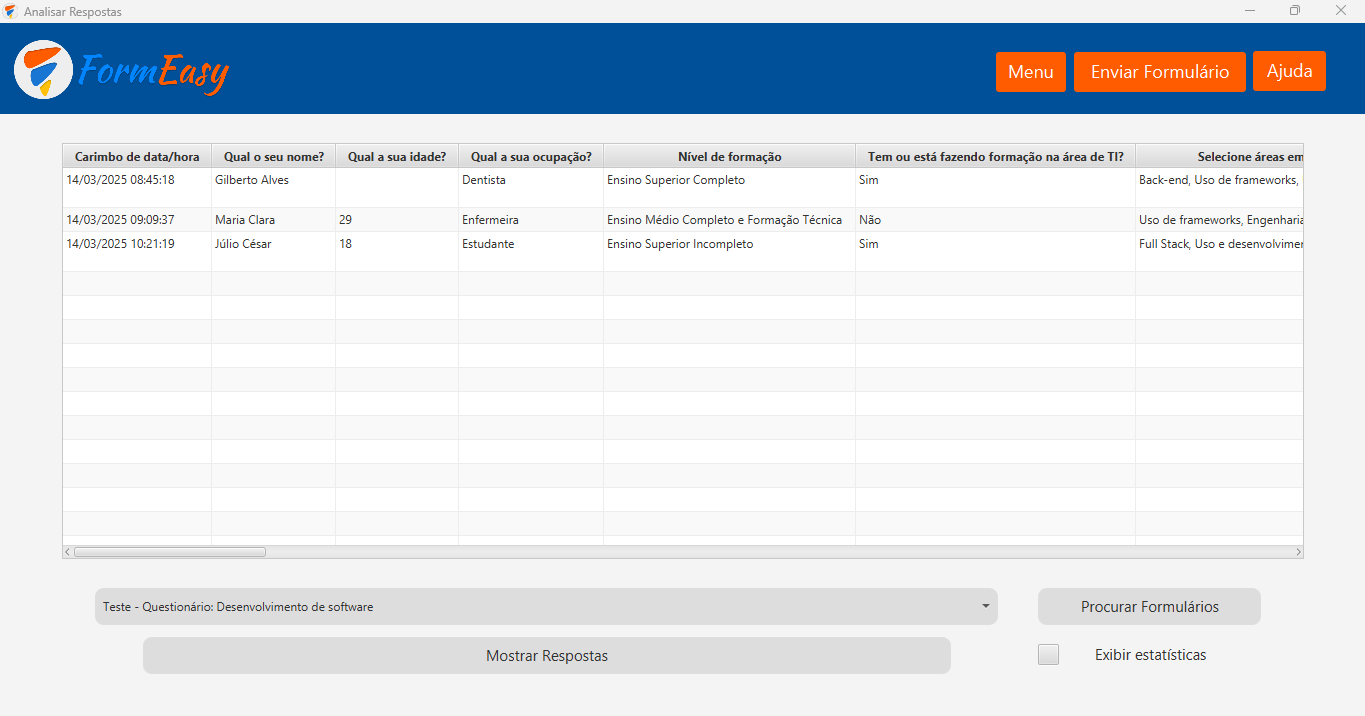 Analisar Respostas
FormEasy
Menu Enviar Formulário Ajuda
Carimbo de data/hora Qual o seu nome? Qual a sua idade? Qual a sua ocupação? Nível de formação Tem ou está fazendo formação na área de TI? Selecione áreas em
14/03/2025 08:45:18 Gilberto Alves Dentista Ensino Superior Completo Sim Back-end, Uso de frameworks,
14/03/2025 09:09:37 Maria Clara 29 Enfermeira Ensino Médio Completo e Formação Técnica Não Uso de frameworks, Engenharia
14/03/2025 10:21:19 Júlio César 18 Estudante Ensino Superior Incompleto Sim Full Stack, Uso e desenvolvimen
Teste - Questionário: Desenvolvimento de software Procurar Formulários
Mostrar Respostas Exibir estatísticas